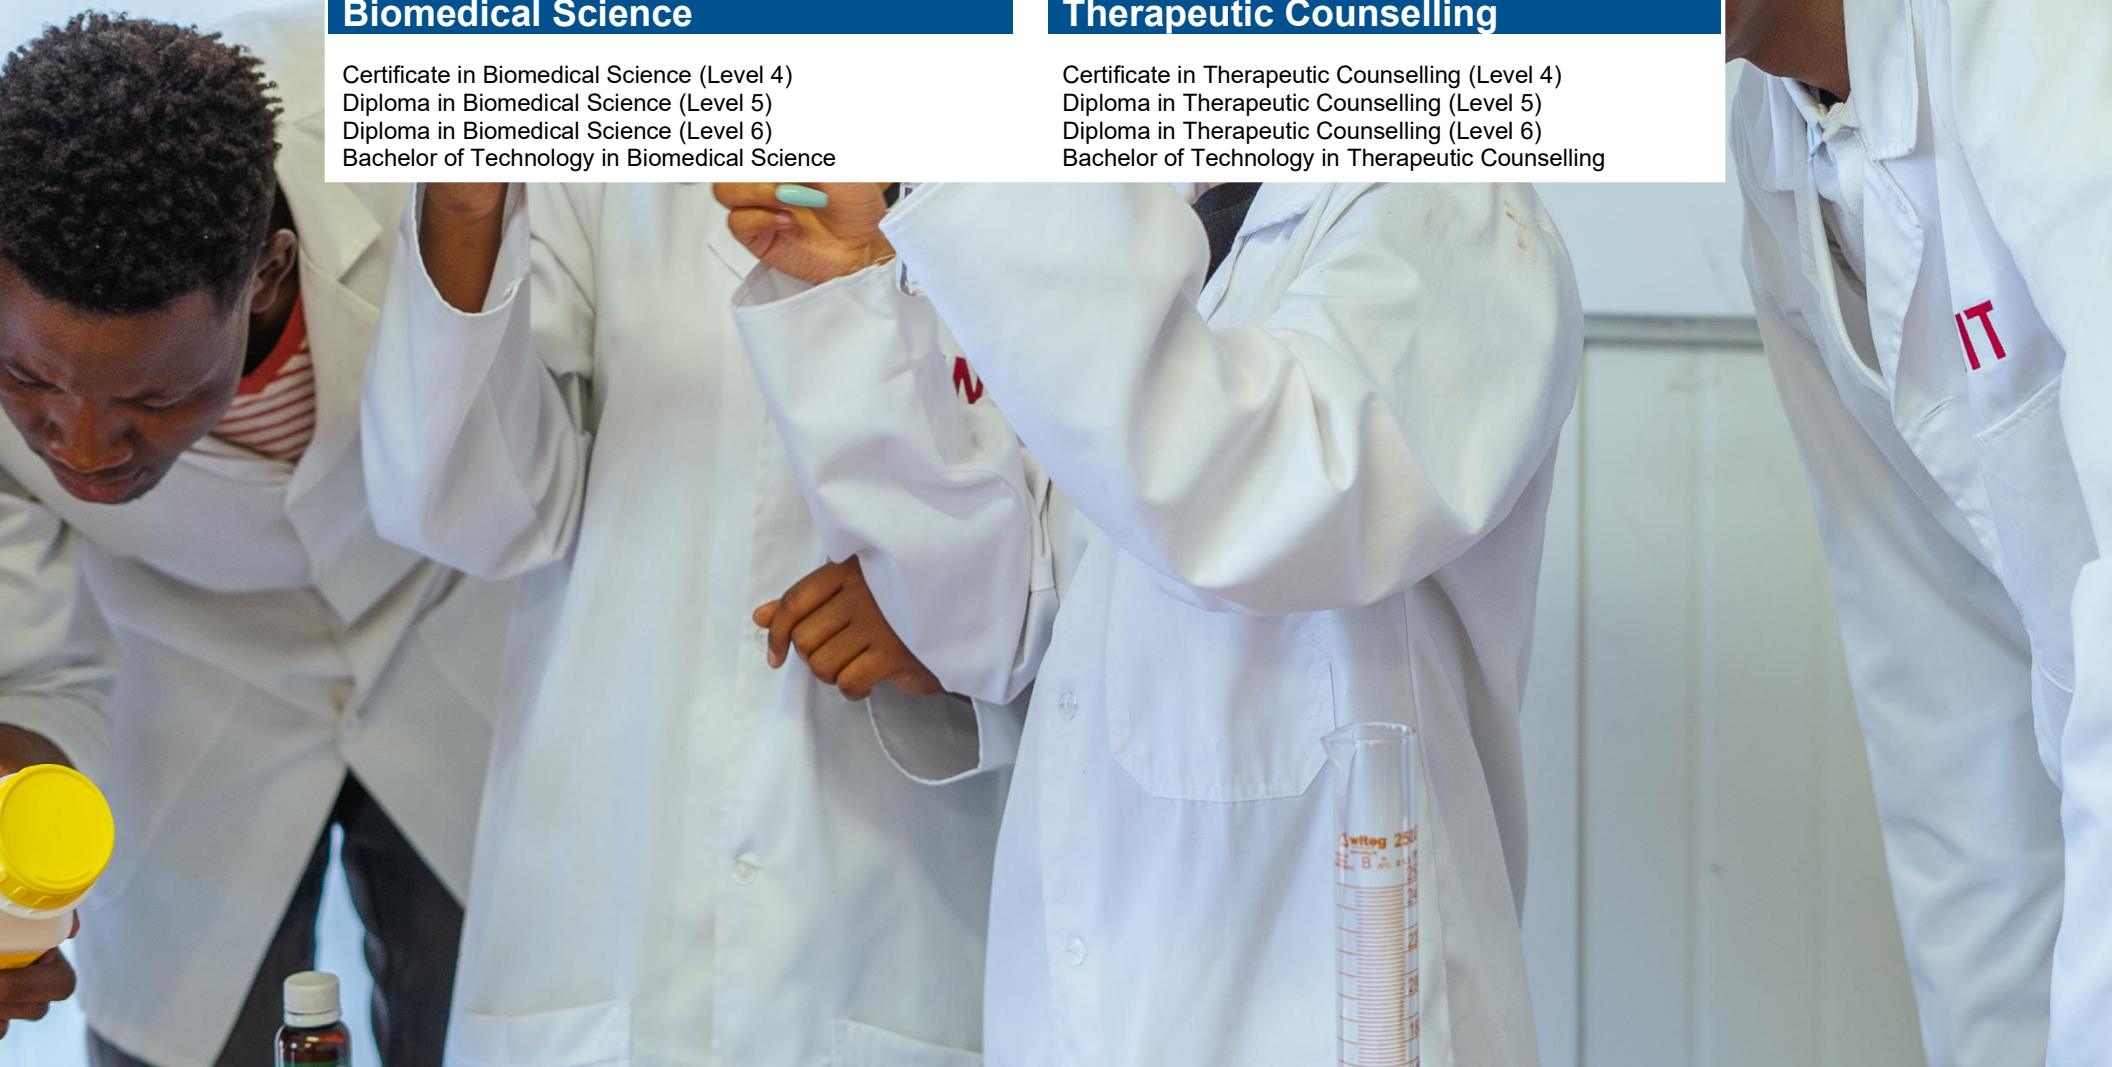 Biomedical Science
Certificate in Biomedical Science (Level 4)
Diploma in Biomedical Science (Level 5)
Diploma in Biomedical Science (Level 6)
Bachelor of Technology in Biomedical Science
Therapeutic Counselling
Certificate in Therapeutic Counselling (Level 4)
Diploma in Therapeutic Counselling (Level 5)
Diploma in Therapeutic Counselling (Level 6)
Bachelor of Technology in Therapeutic Counselling
IT
witeg 250
B